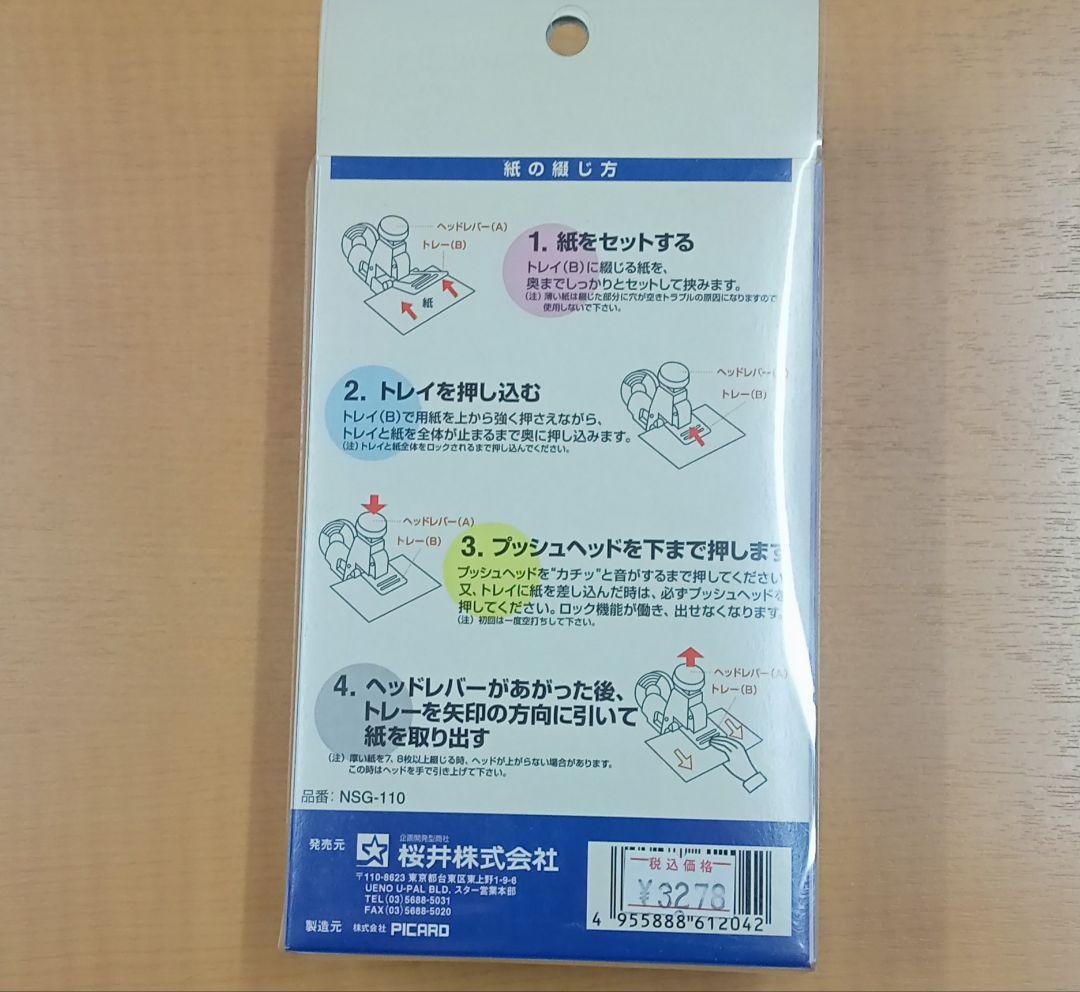 紙の綴じ方
ヘッドレバー(A)
トレー(B)
紙
1. 紙をセットする
トレイ(B)に綴じる紙を、
奥までしっかりとセットして挟みます。
(注) 薄い紙は綴じた部分に穴が空きトラブルの原因になりますので
使用しないで下さい。
2. トレイを押し込む
トレイ(B)で用紙を上から強く押さえながら、
トレイと紙を全体が止まるまで奥に押し込みます。
(注)トレイと紙全体をロックされるまで押し込んでください。
ヘッドレバー(A)
トレー(B)
ヘッドレバー(A)
トレー(B)
3. プッシュヘッドを下まで押します
プッシュヘッドを“カチッ”と音がするまで押してください
又、トレイに紙を差し込んだ時は、必ずプッシュヘッドを
押してください。ロック機能が働き、出せなくなります。
(注) 初回は一度空打ちして下さい。
4. ヘッドレバーがあがった後、
トレーを矢印の方向に引いて
紙を取り出す
(注) 厚い紙を7、8枚以上綴じる時、ヘッドが上がらない場合があります。
この時はヘッドを手で引き上げて下さい。
ヘッドレバー(A)
トレー(B)
品番: NSG-110
発売元
企画開発型商社
桜井株式会社
〒110-8623 東京都台東区東上野1-9-6
UENO U-PAL BLD. スター営業本部
TEL(03)5688-5031
FAX(03)5688-5020
製造元 株式会社 PICARD
税込価格
¥3278
4 955888 612042